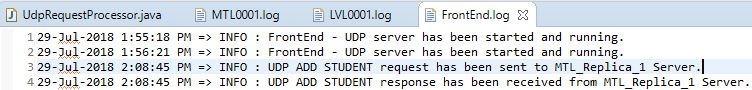 UdpRequestProcessor.java MTL0001.log LVL0001.log FrontEnd.log
1 29-Jul-2018 1:55:18 PM => INFO : FrontEnd - UDP server has been started and running.
2 29-Jul-2018 1:56:21 PM => INFO : FrontEnd - UDP server has been started and running.
3 29-Jul-2018 2:08:45 PM => INFO : UDP ADD STUDENT request has been sent to MTL_Replica_1 Server.
4 29-Jul-2018 2:08:45 PM => INFO : UDP ADD STUDENT response has been received from MTL_Replica_1 Server.